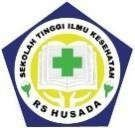 SEKOLAH TINGGI ILMU KESEHATAN
RS HUSADA